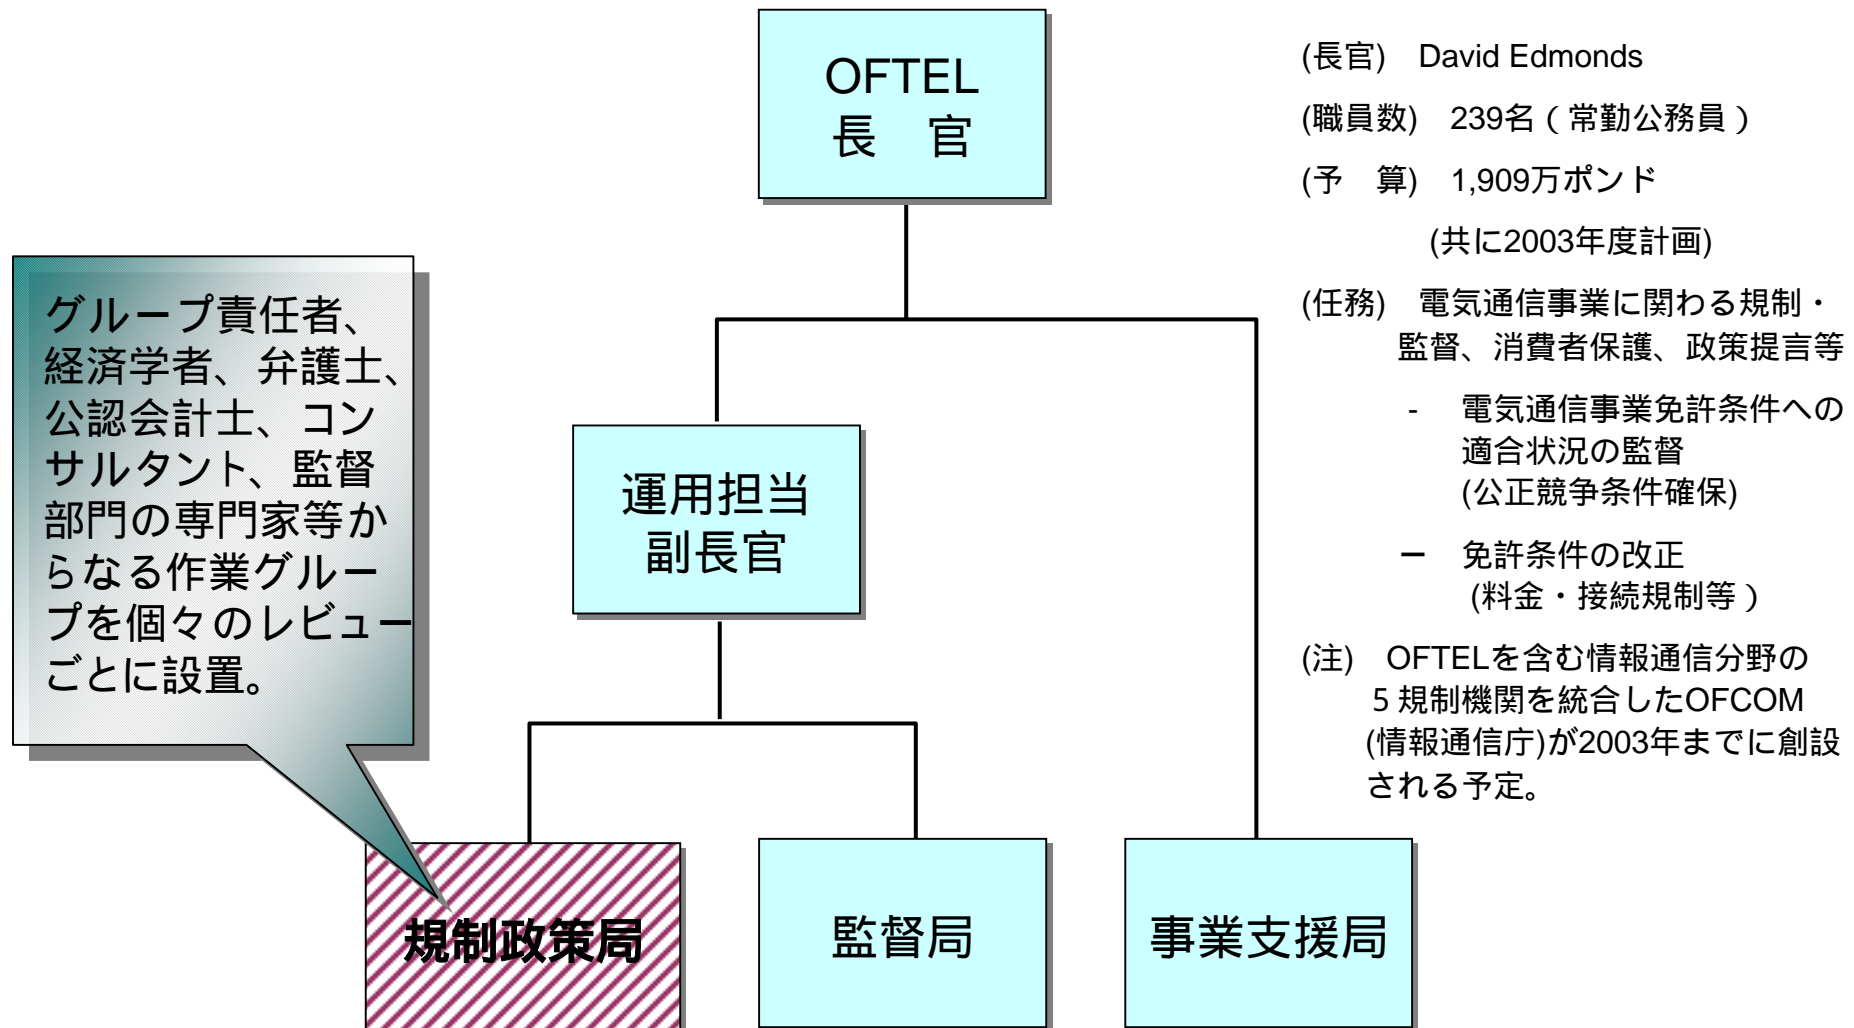 OFTEL
長　官
(長官)　David Edmonds
(職員数)　239名（常勤公務員）
(予　算)　1,909万ポンド
(共に2003年度計画)
(任務)　電気通信事業に関わる規制・
監督、消費者保護、政策提言等
-　電気通信事業免許条件への
適合状況の監督
(公正競争条件確保)
ー　免許条件の改正
(料金・接続規制等）
(注)　OFTELを含む情報通信分野の
５規制機関を統合したOFCOM
(情報通信庁)が2003年までに創設
される予定。
グループ責任者、
経済学者、弁護士、
公認会計士、コン
サルタント、監督
部門の専門家等か
らなる作業グルー
プを個々のレビュー
ごとに設置。
運用担当
副長官
規制政策局
監督局
事業支援局